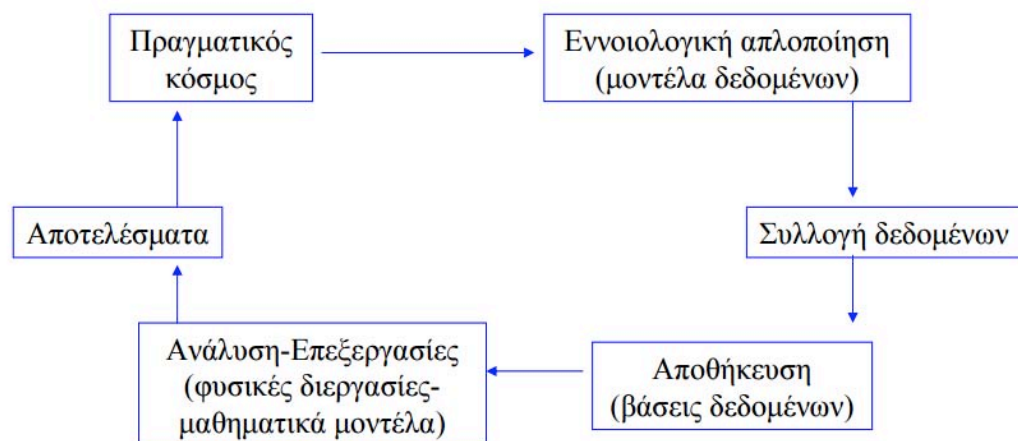 Πραγματικός
κόσμος
Εννοιολογική απλοποίηση
(μοντέλα δεδομένων)
Αποτελέσματα
Συλλογή δεδομένων
Ανάλυση-Επεξεργασίες
(φυσικές διεργασίες-
μαθηματικά μοντέλα)
Αποθήκευση
(βάσεις δεδομένων)